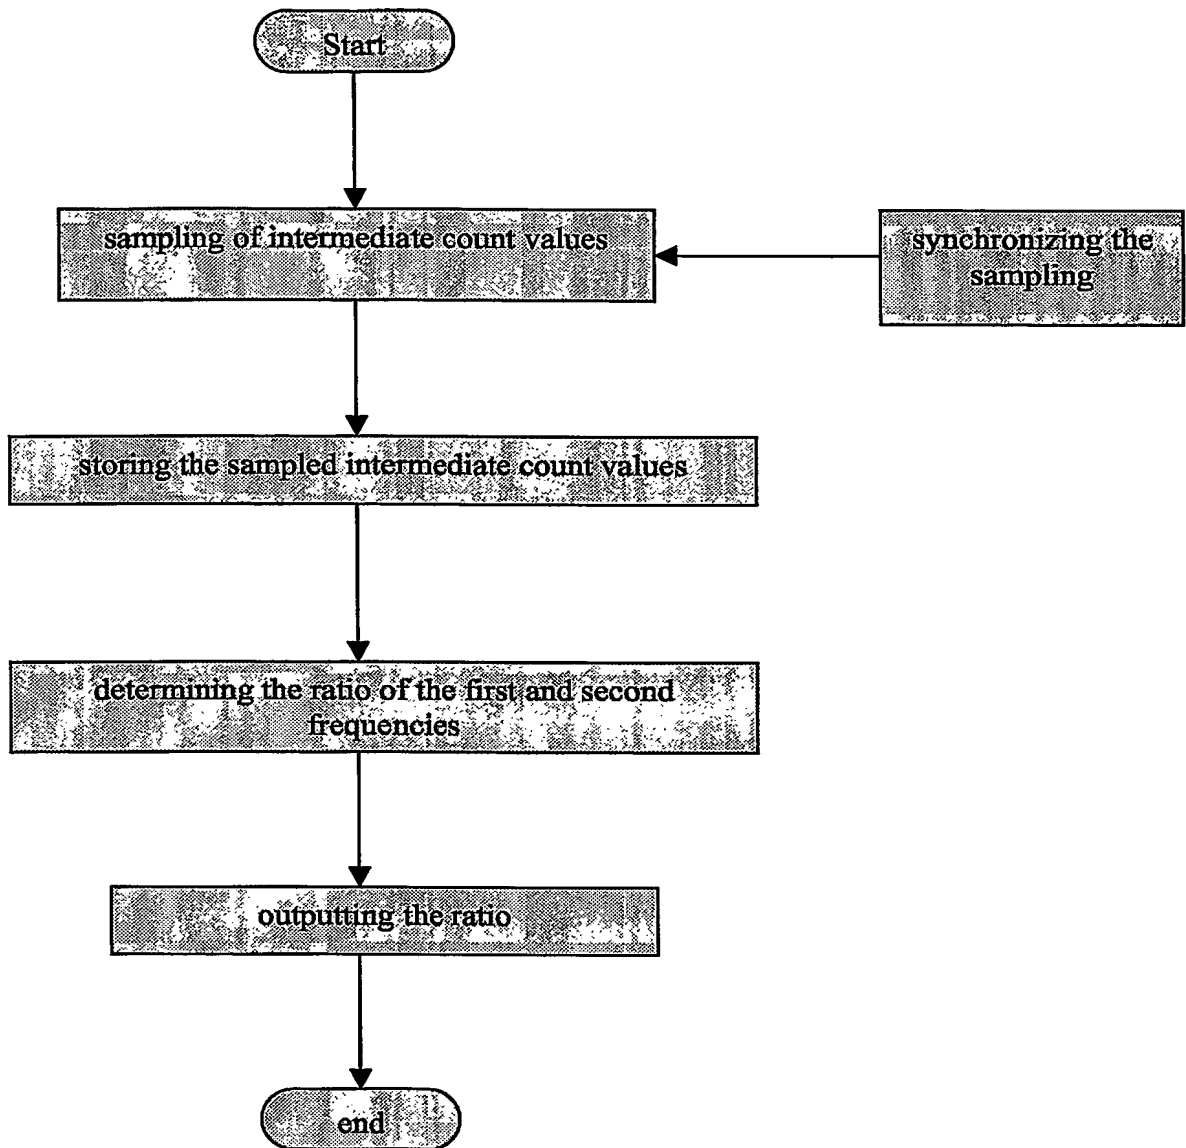 Start
sampling of intermediate count values
synchronizing the
sampling
storing the sampled intermediate count values
determining the ratio of the first and second
frequencies
outputting the ratio
end